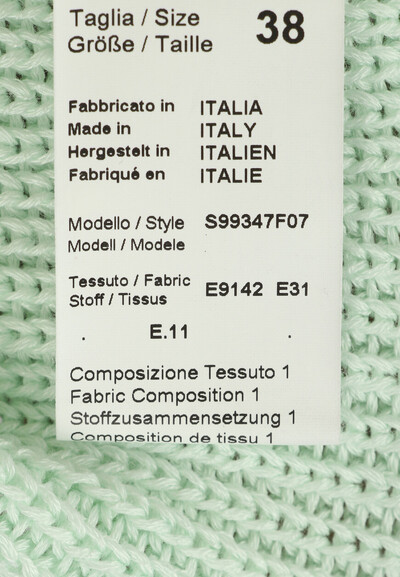 Taglia / Size 38
Größe / Taille
Fabbricato in ITALIA
Made in ITALY
Hergestelt in ITALIEN
Fabriqué en ITALIE
Modello / Style S99347F07
Modell / Modele
Tessuto / Fabric E9142 E31
Stoff / Tissus
. E.11 .
Composizione Tessuto 1
Fabric Composition 1
Stoffzusammensetzung 1
Composition de tissu 1